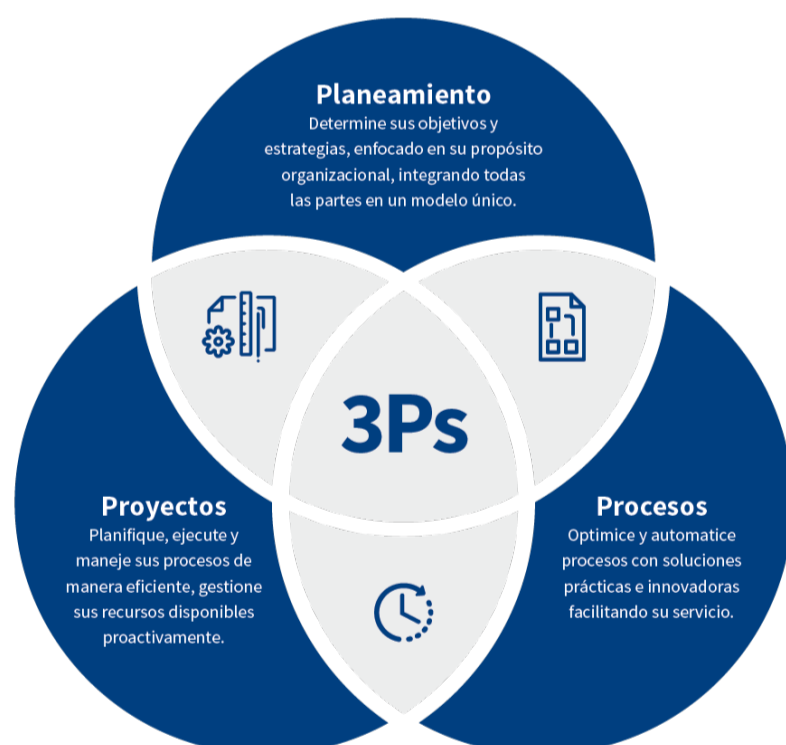 Planeamiento
Determine sus objetivos y
estrategias, enfocado en su propósito
organizacional, integrando todas
las partes en un modelo único.
3Ps
Proyectos
Planifique, ejecute y
maneje sus procesos de
manera eficiente, gestione
sus recursos disponibles
proactivamente.
Procesos
Optimice y automatice
procesos con soluciones
prácticas e innovadoras
facilitando su servicio.